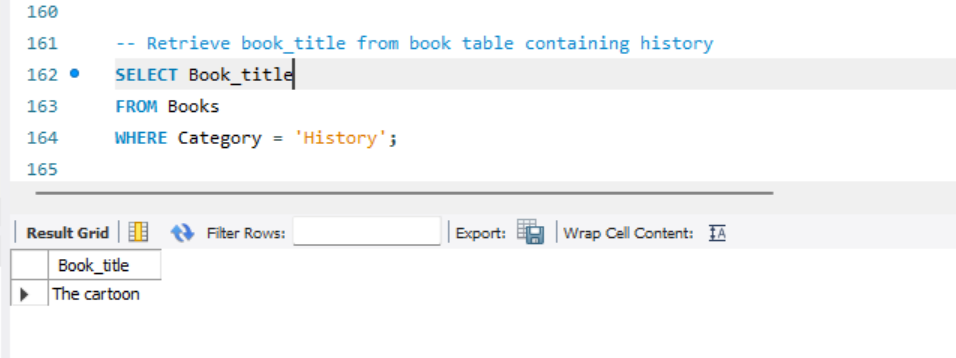 160
161 -- Retrieve book_title from book table containing history
162 SELECT Book_title
163 FROM Books
164 WHERE Category = 'History';
165
Result Grid Filter Rows: Export: Wrap Cell Content: IA
Book_title
The cartoon